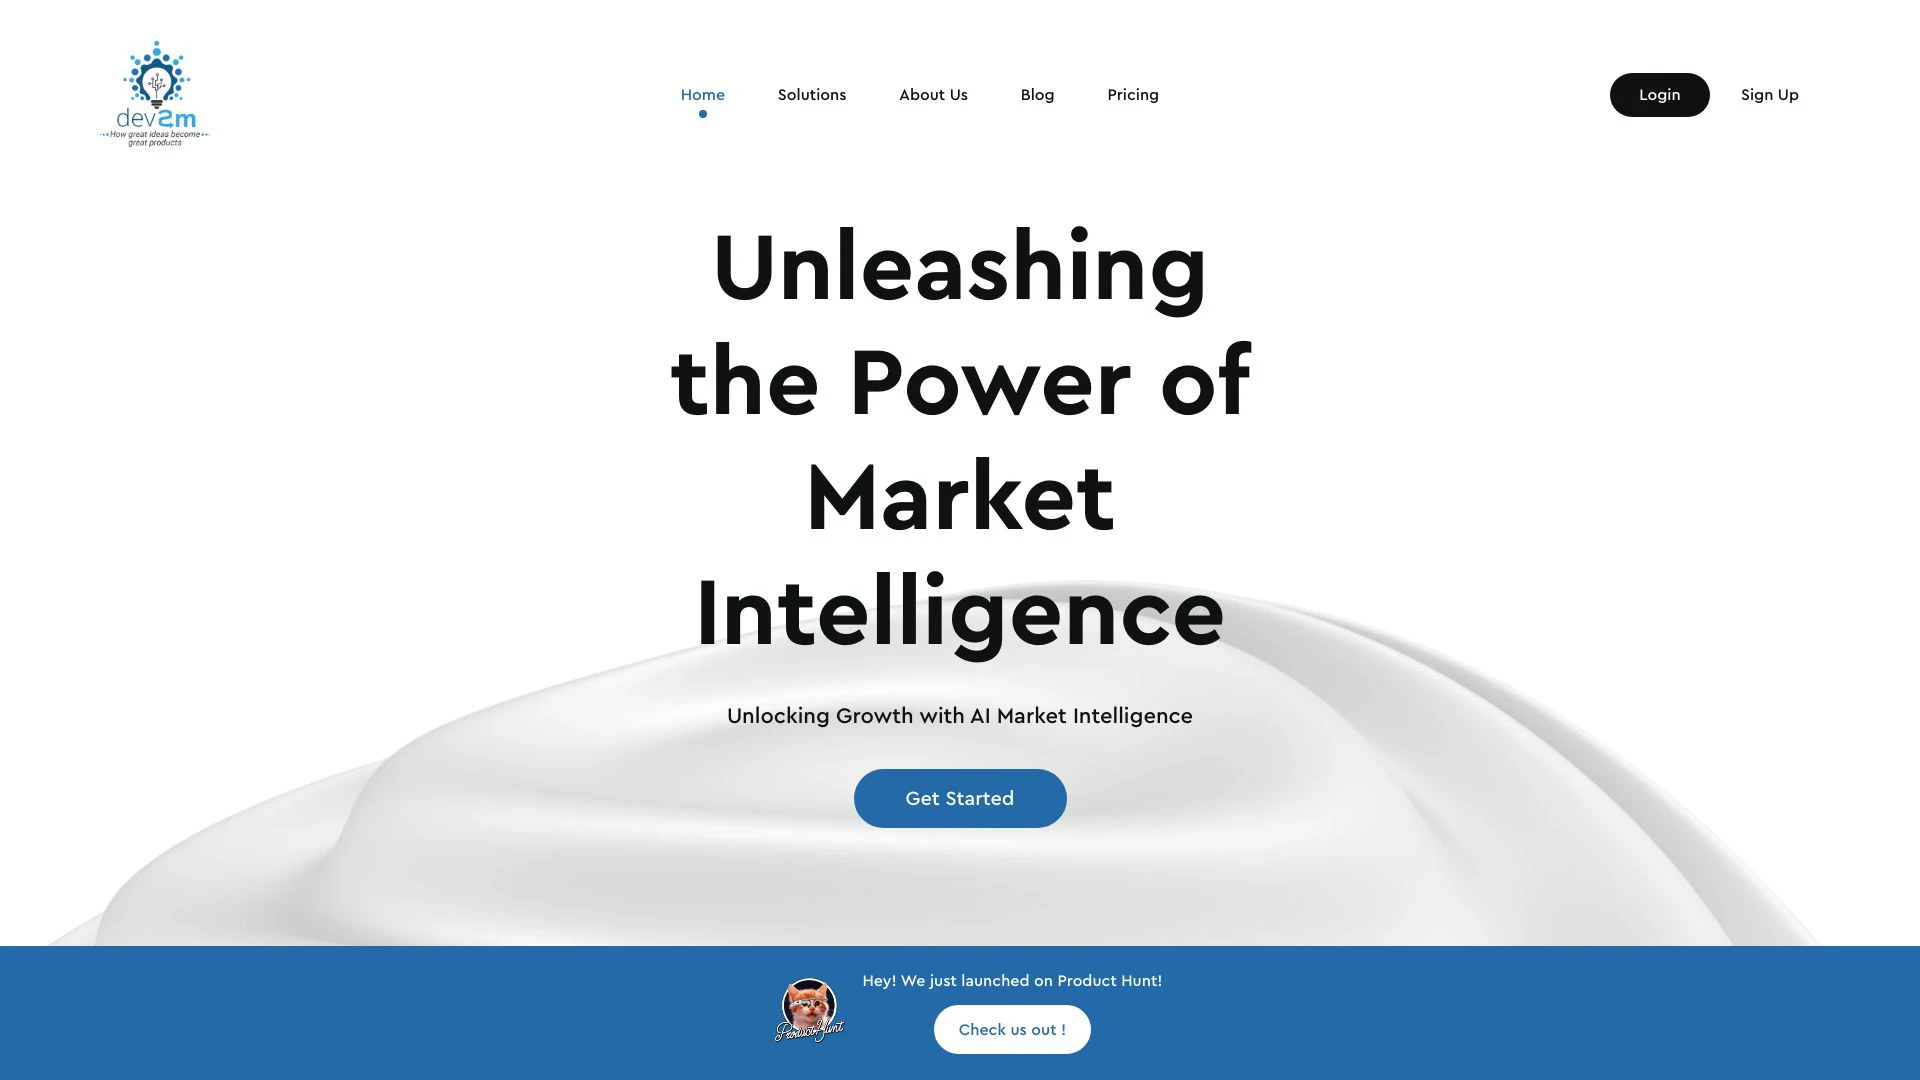 dev2m
How great ideas become
great products
Home
Solutions
About Us
Blog
Pricing
Login
Sign Up
Unleashing
the Power of
Market
Intelligence
Unlocking Growth with AI Market Intelligence
Get Started
Hey! We just launched on Product Hunt!
Product Hunt
Check us out !